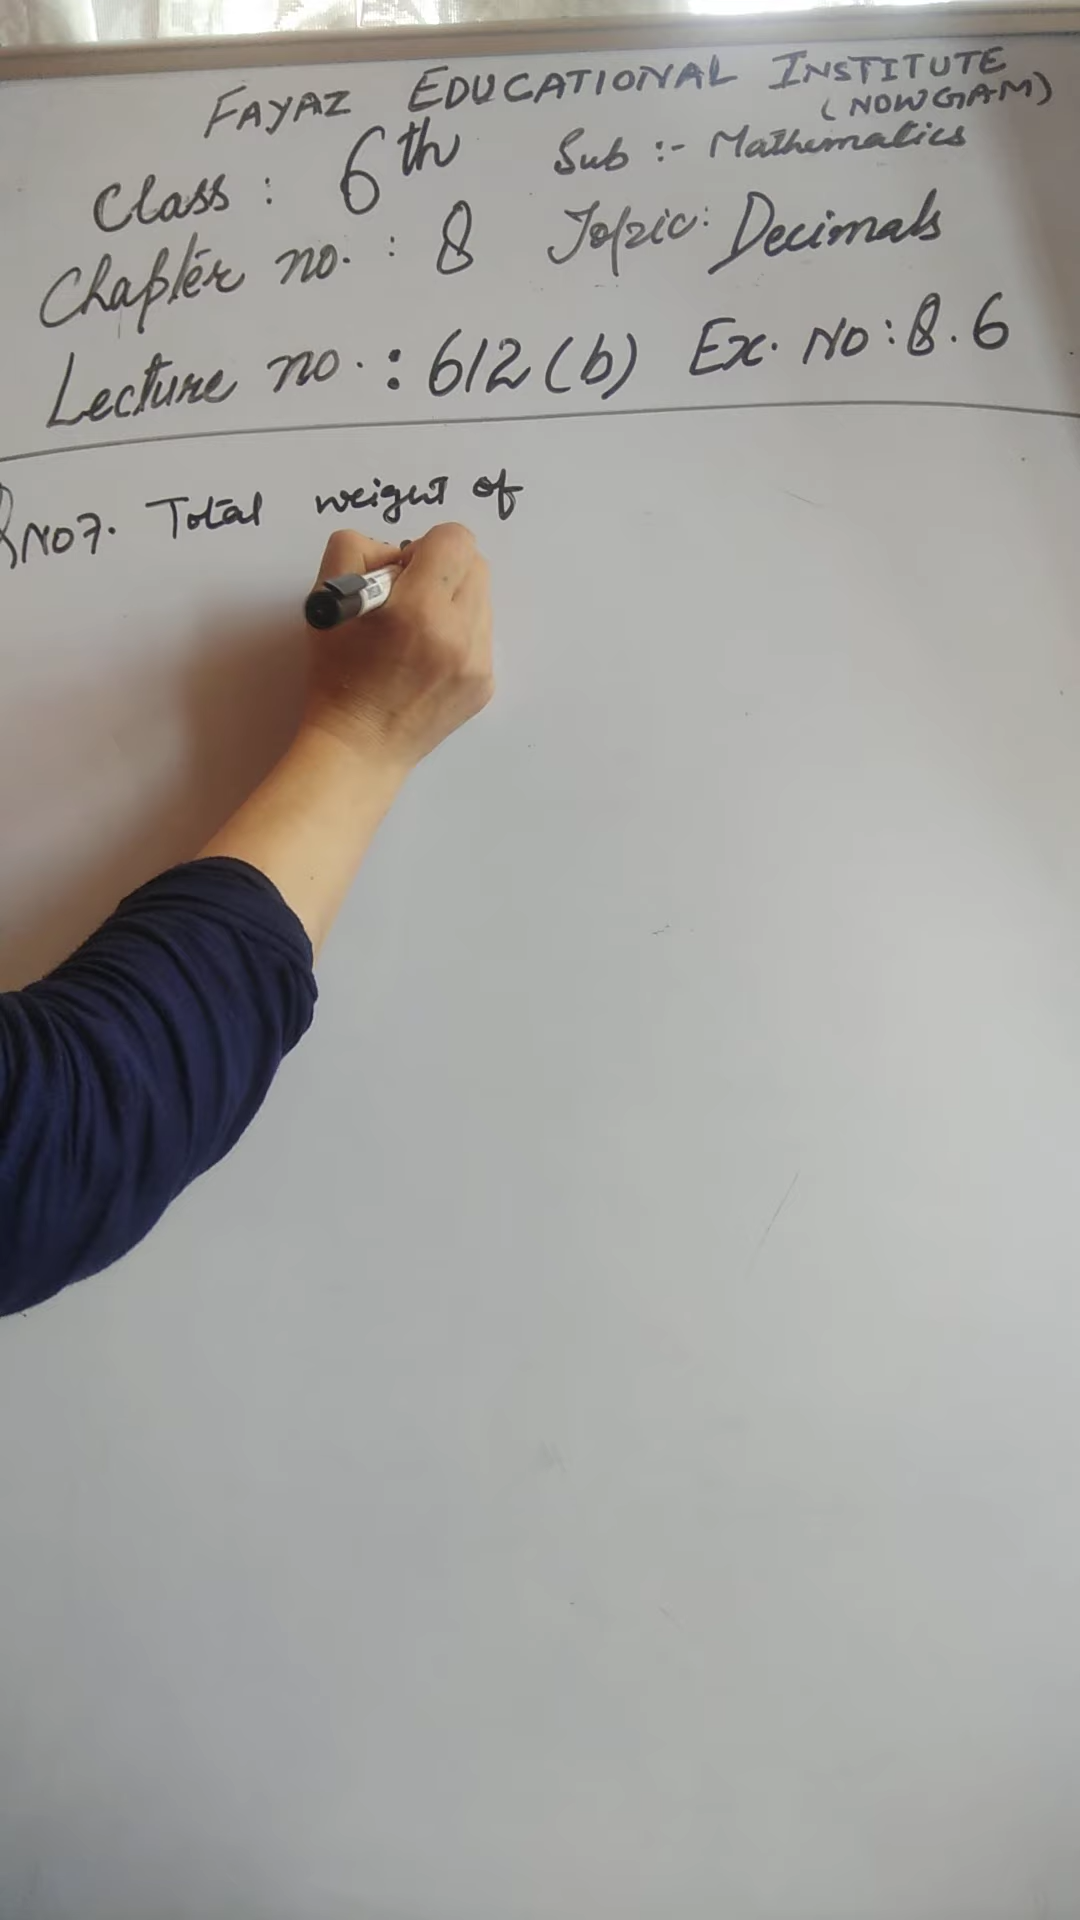 FAYAZ EDUCATIONAL INSTITUTE
(NOWGAM)
Class : 6th Sub :- Mathematics
Chapter no. : 8 Topic: Decimals
Lecture no. : 612 (b) Ex. No : 8.6
QNO7. Total weight of